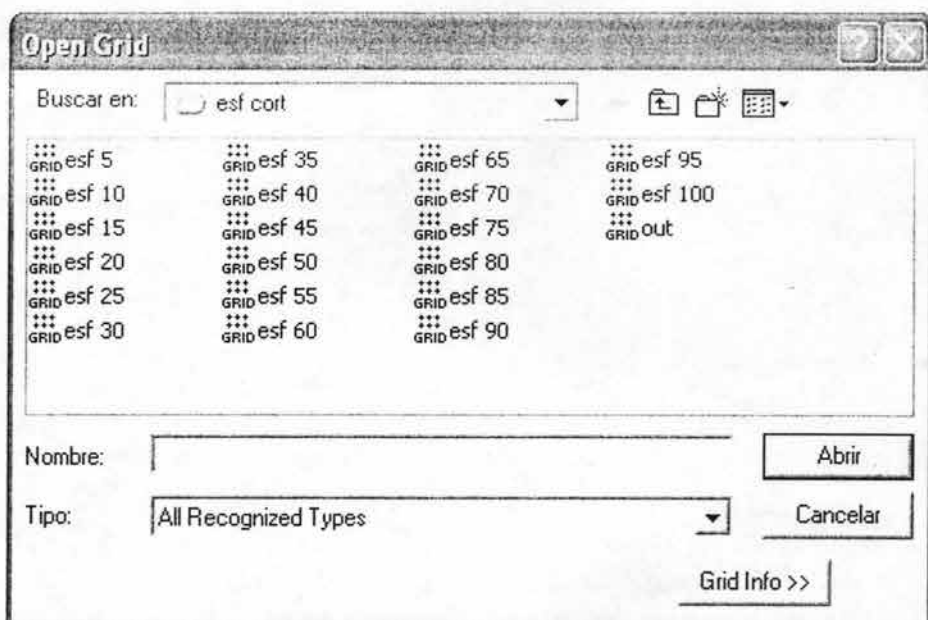 Open Grid
Buscar en: esf cort
GRID esf 5
GRID esf 10
GRID esf 15
GRID esf 20
GRID esf 25
GRID esf 30
GRID esf 35
GRID esf 40
GRID esf 45
GRID esf 50
GRID esf 55
GRID esf 60
GRID esf 65
GRID esf 70
GRID esf 75
GRID esf 80
GRID esf 85
GRID esf 90
GRID esf 95
GRID esf 100
GRID out
Nombre:
Abrir
Tipo: All Recognized Types
Cancelar
Grid Info >>